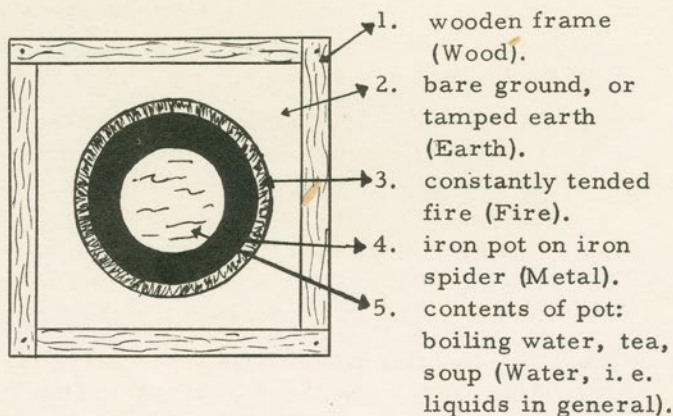 1. wooden frame
(Wood).
2. bare ground, or
tamped earth
(Earth).
3. constantly tended
fire (Fire).
4. iron pot on iron
spider (Metal).
5. contents of pot:
boiling water, tea,
soup (Water, i. e.
liquids in general).